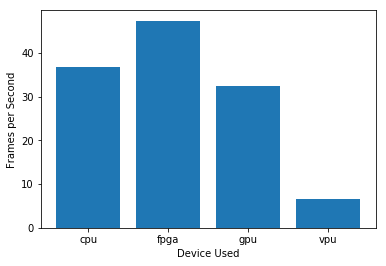 Frames per Second
40
30
20
10
0
cpu fpga gpu vpu
Device Used